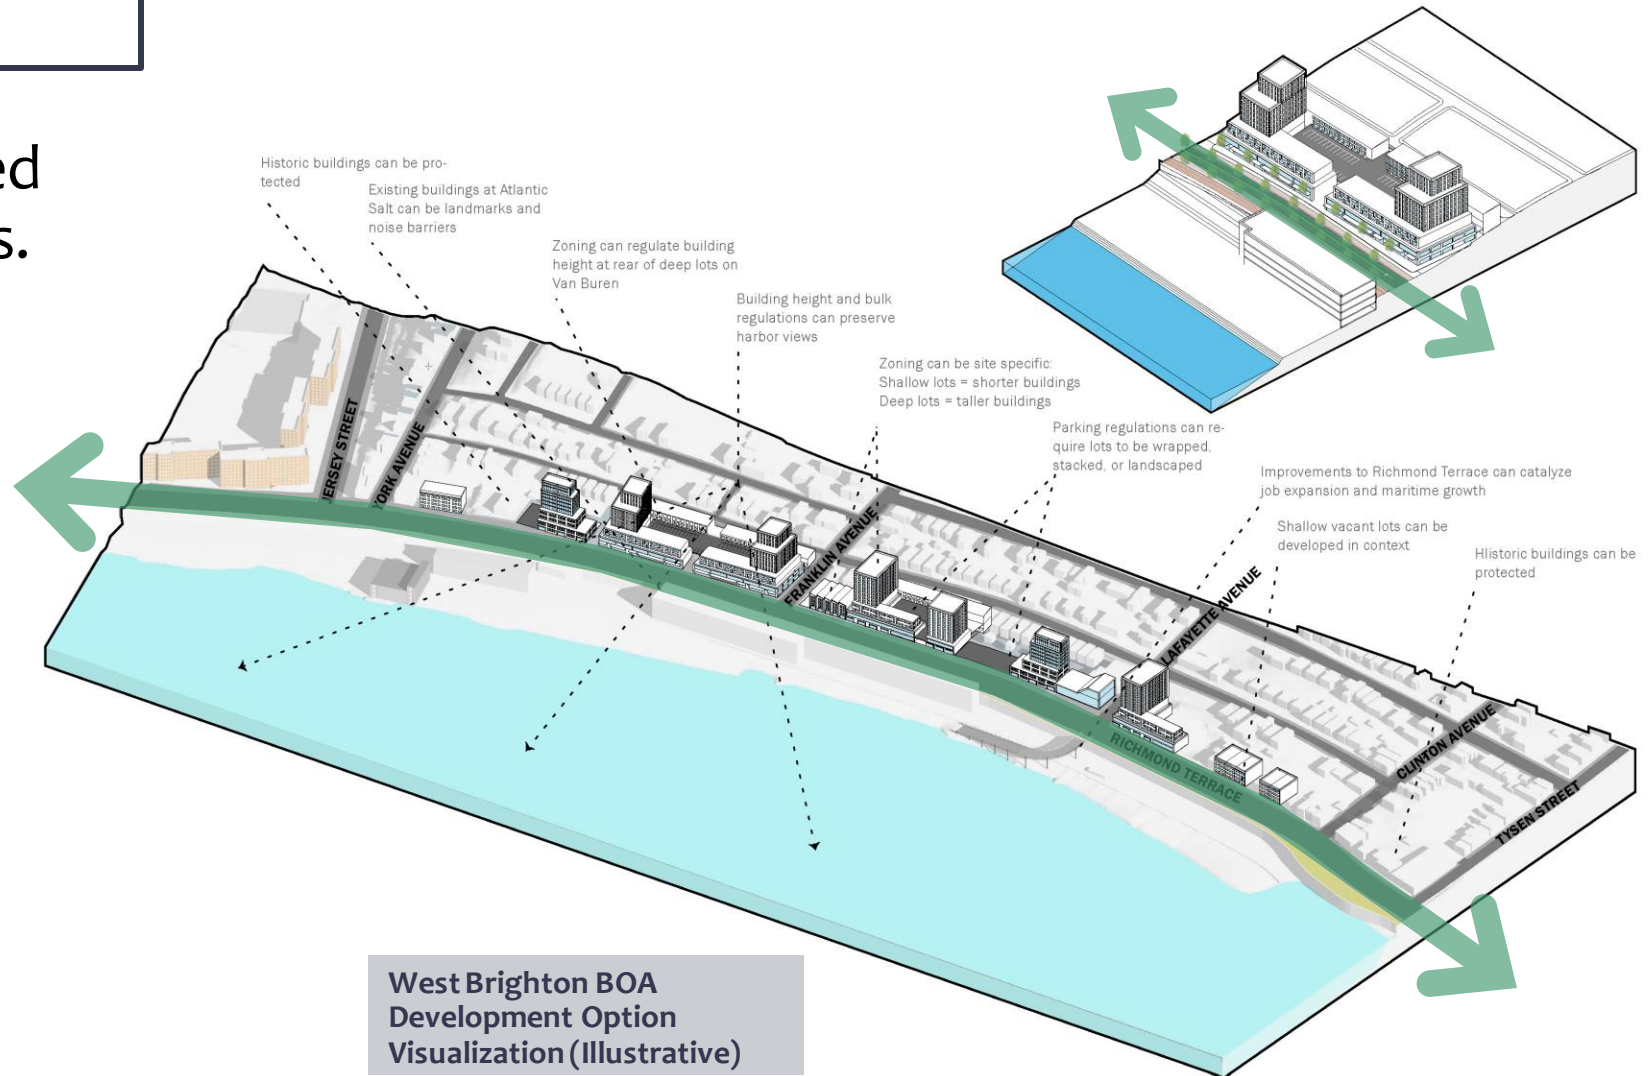 ed
s.
Historic buildings can be pro-
tected
Existing buildings at Atlantic
Salt can be landmarks and
noise barriers
Zoning can regulate building
height at rear of deep lots on
Van Buren
Building height and bulk
regulations can preserve
harbor views
Zoning can be site specific:
Shallow lots = shorter buildings
Deep lots = taller buildings
Parking regulations can re-
quire lots to be wrapped,
stacked, or landscaped
Improvements to Richmond Terrace can catalyze
job expansion and maritime growth
Shallow vacant lots can be
developed in context
HIistoric buildings can be
protected
JERSEY STREET
YORK AVENUE
FRANKLIN AVENUE
LAFAYETTE AVENUE
RICHMOND TERRACE
CLINTON AVENUE
TYSEN STREET
West Brighton BOA
Development Option
Visualization (Illustrative)